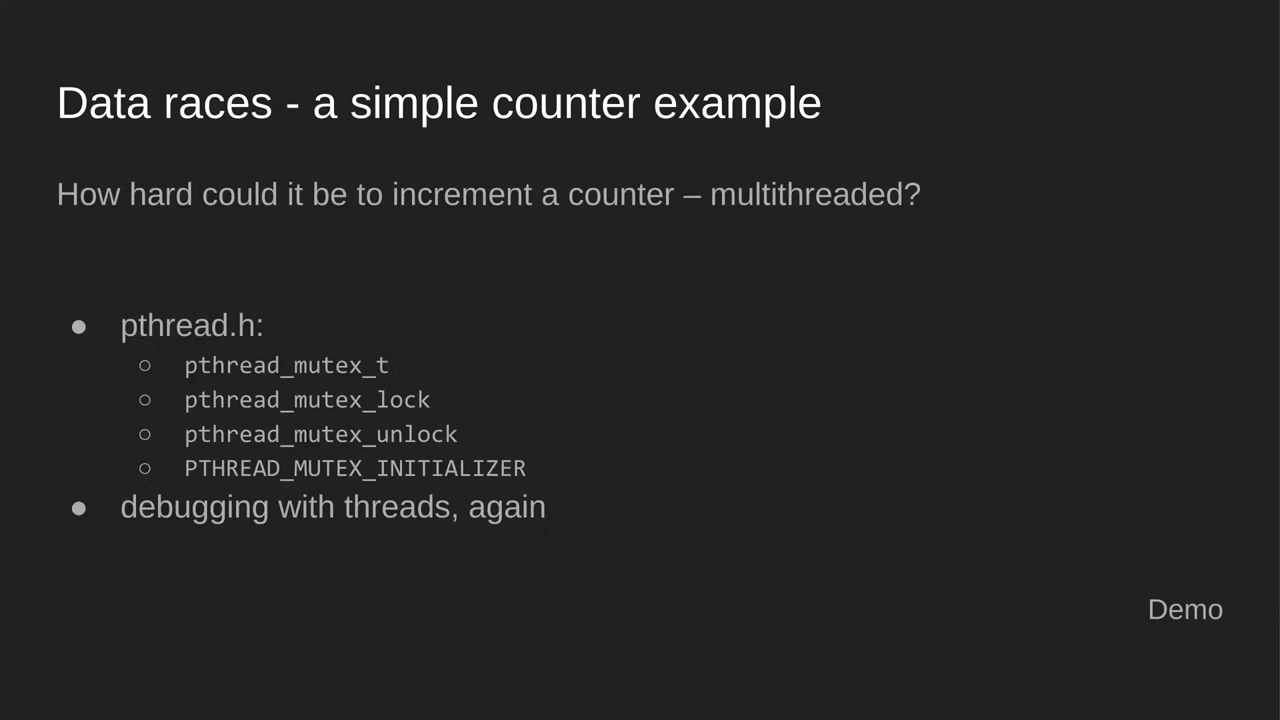 Data races - a simple counter example
How hard could it be to increment a counter – multithreaded?
● pthread.h:
○ pthread_mutex_t
○ pthread_mutex_lock
○ pthread_mutex_unlock
○ PTHREAD_MUTEX_INITIALIZER
● debugging with threads, again
Demo